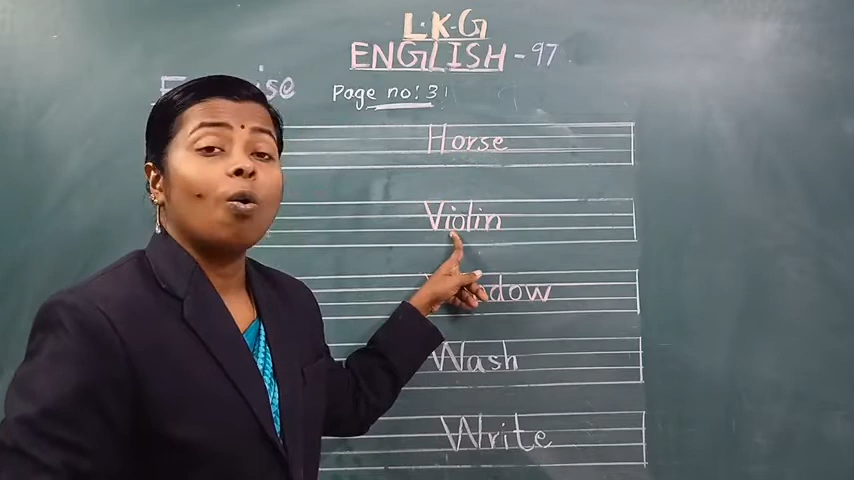 L.K-G
ENGLISH-97
Page no: 31
Horse
Violin
Wash
Write